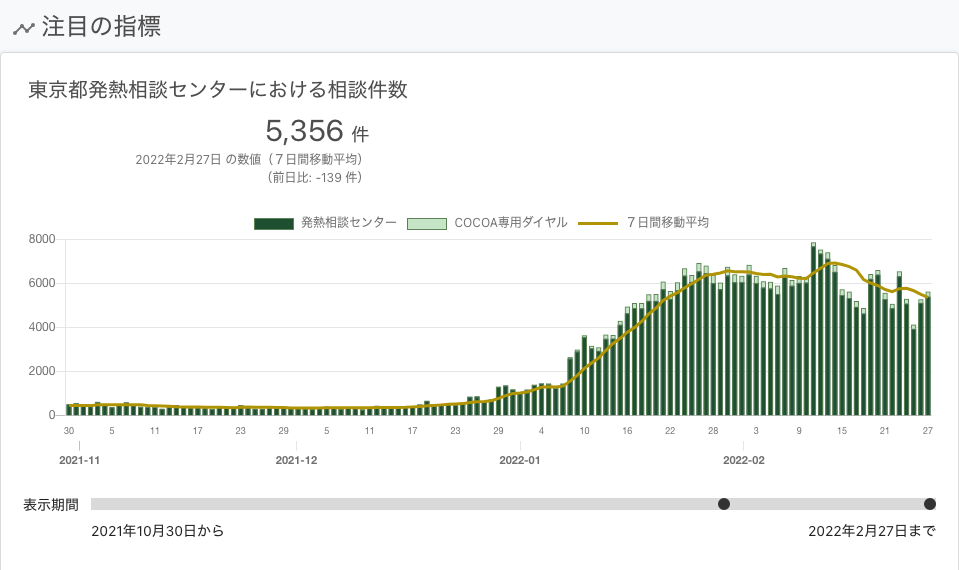 注目の指標
東京都発熱相談センターにおける相談件数
5,356 件
2022年2月27日 の数値（７日間移動平均）
（前日比: -139 件）
発熱相談センター COCOA専用ダイヤル ７日間移動平均
8000
6000
4000
2000
0
30 5 11 17 23 29 5 11 17 23 29 4 10 16 22 28 3 9 15 21 27
2021-11 2021-12 2022-01 2022-02
表示期間
2021年10月30日から 2022年2月27日まで